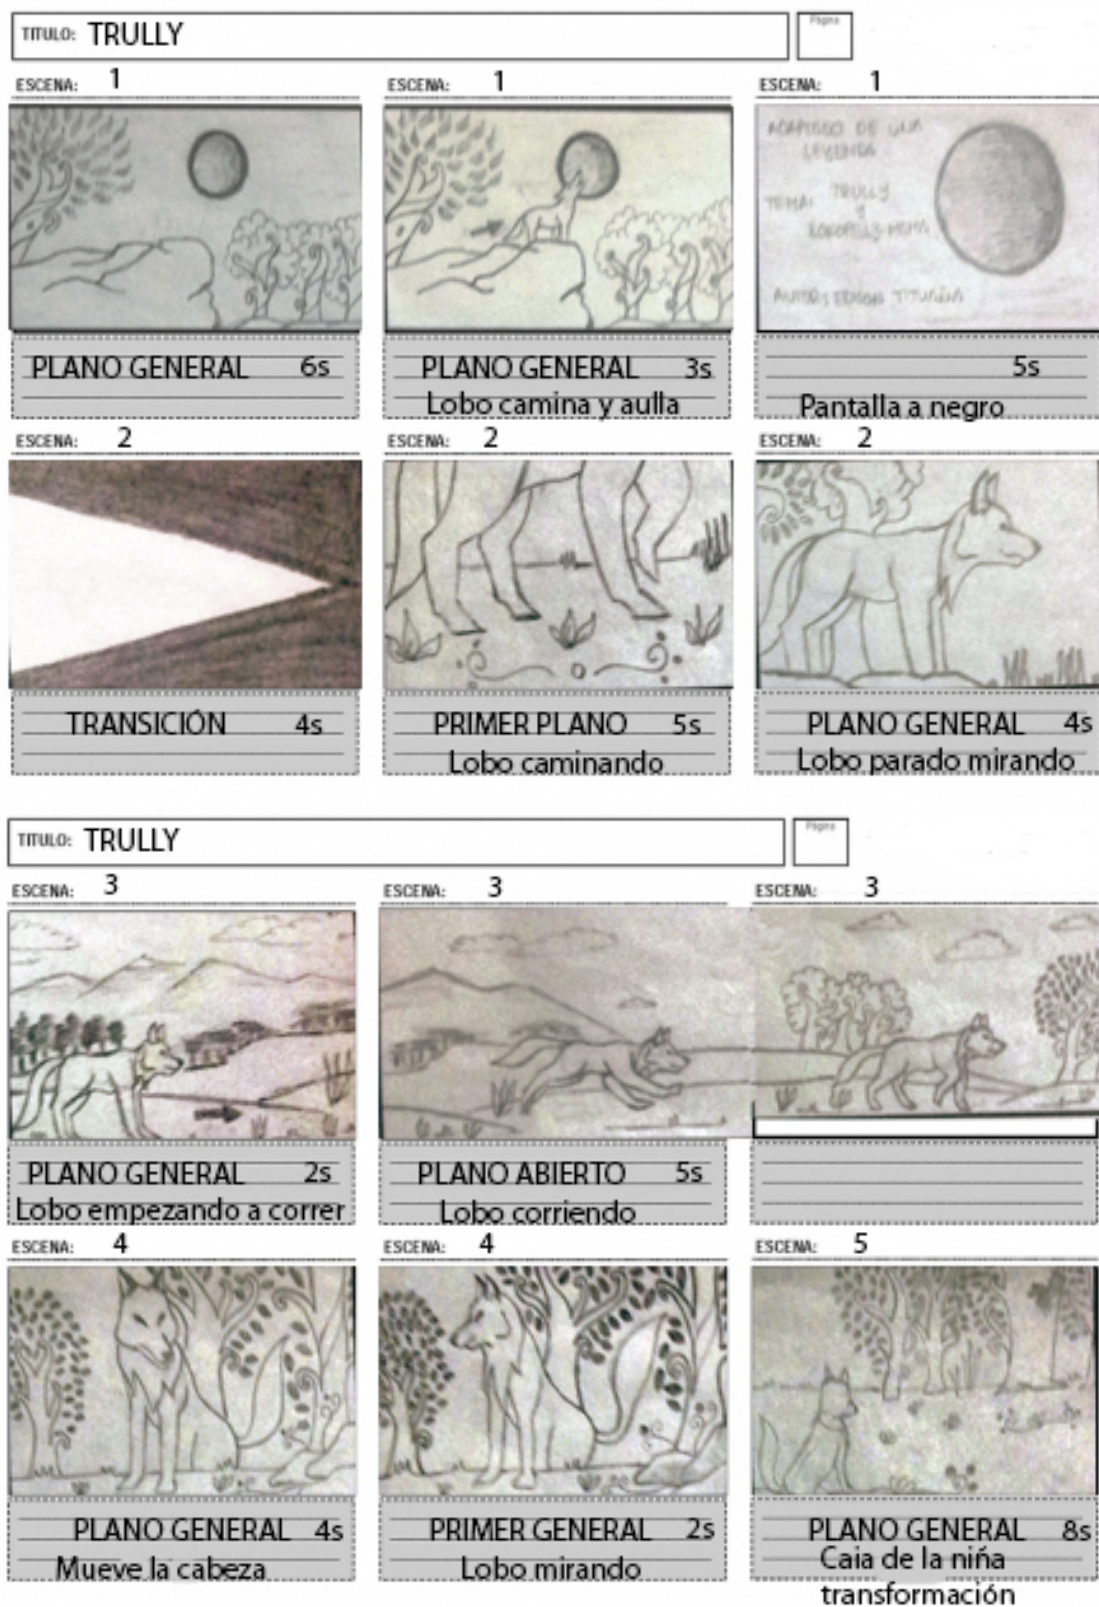 TITULO: TRULLY
Página
ESCENA: 1
ESCENA: 1
ESCENA: 1
ADAPTADO DE UNA
LEYENDA
TEMA: TRULLY
Y
AUTOR: EDISON TITUAÑA
PLANO GENERAL 6s
PLANO GENERAL 3s
Lobo camina y aulla
5s
Pantalla a negro
ESCENA: 2
ESCENA: 2
ESCENA: 2
TRANSICIÓN 4s
PRIMER PLANO 5s
Lobo caminando
PLANO GENERAL 4s
Lobo parado mirando
TITULO: TRULLY
Página
ESCENA: 3
ESCENA: 3
ESCENA: 3
PLANO GENERAL 2s
Lobo empezando a correr
PLANO ABIERTO 5s
Lobo corriendo
ESCENA: 4
ESCENA: 4
ESCENA: 5
PLANO GENERAL 4s
Mueve la cabeza
PRIMER GENERAL 2s
Lobo mirando
PLANO GENERAL 8s
Caia de la niña
transformación